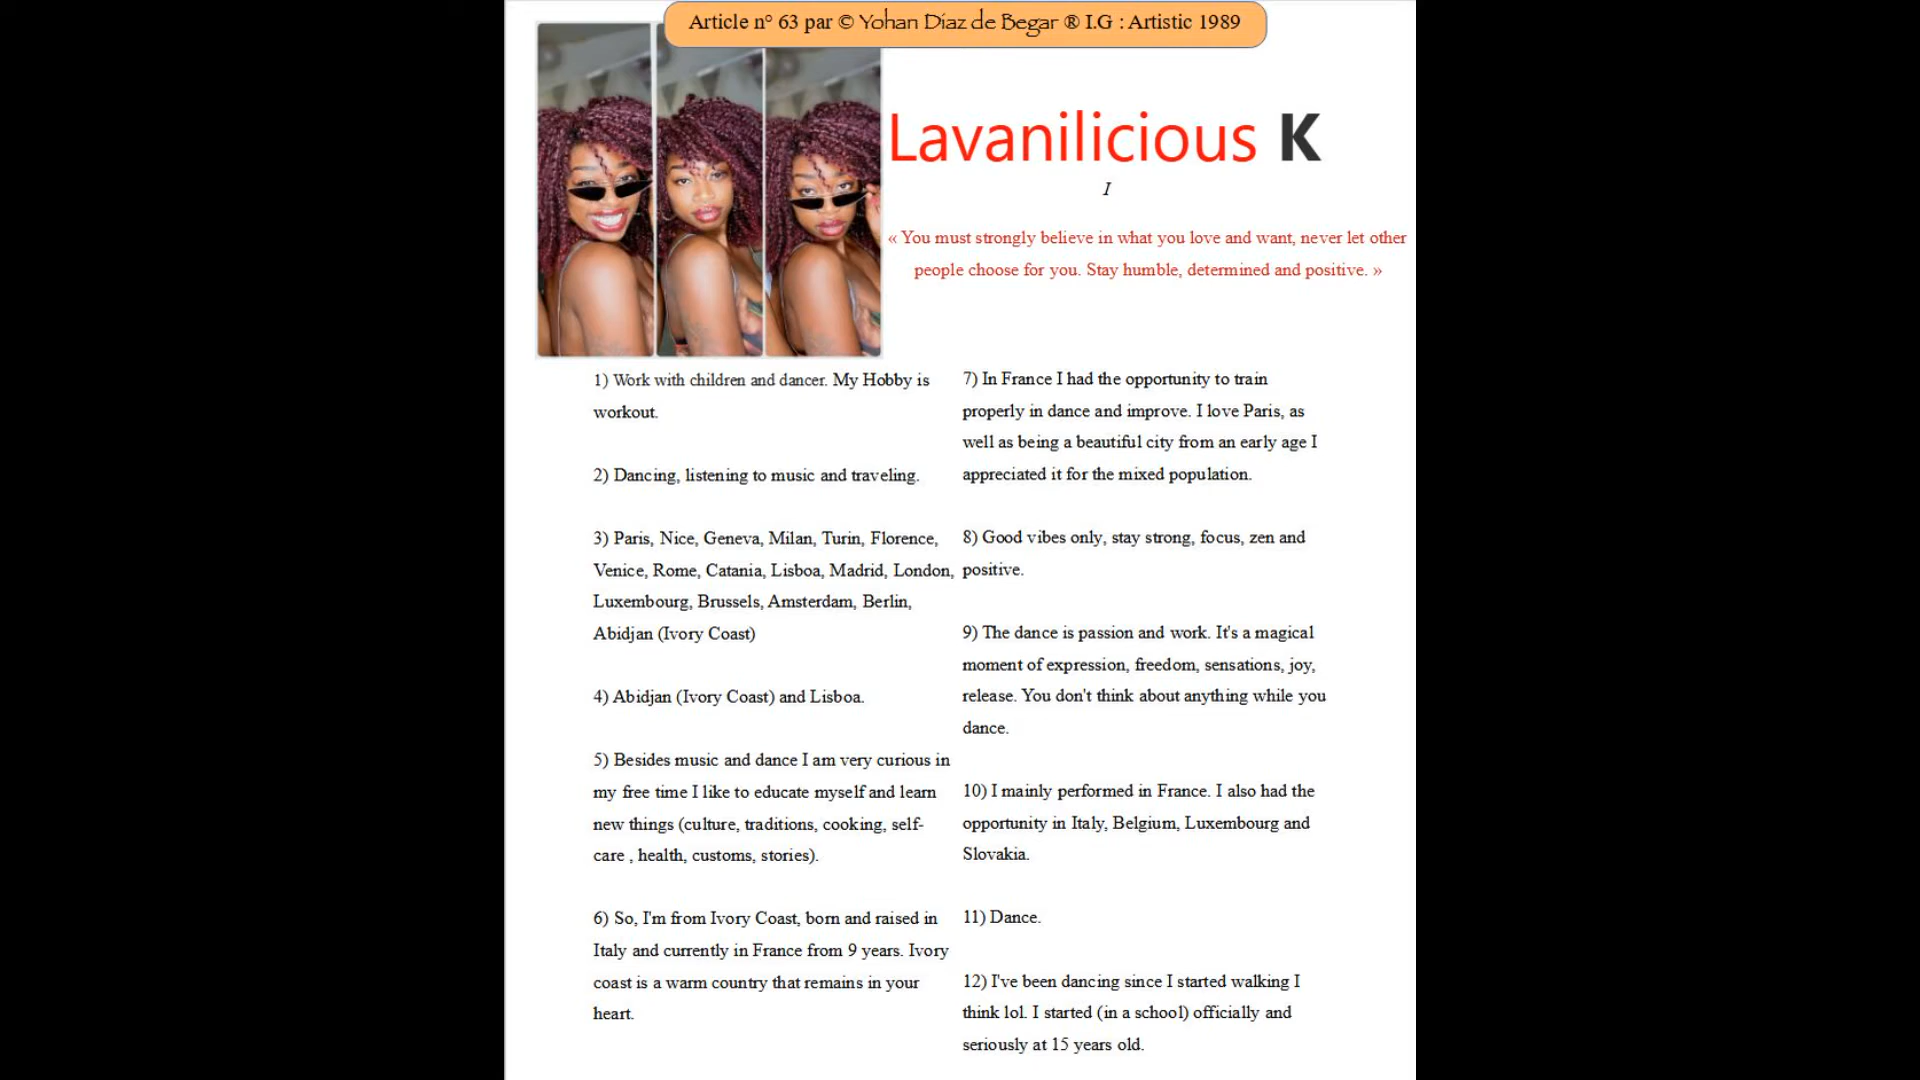 Article n° 63 par © Yohan Díaz de Begar ® I.G : Artistic 1989
Lavanilicious K
I
« You must strongly believe in what you love and want, never let other
people choose for you. Stay humble, determined and positive. »
1) Work with children and dancer. My Hobby is
workout.
2) Dancing, listening to music and traveling.
3) Paris, Nice, Geneva, Milan, Turin, Florence,
Venice, Rome, Catania, Lisboa, Madrid, London,
Luxembourg, Brussels, Amsterdam, Berlin,
Abidjan (Ivory Coast)
4) Abidjan (Ivory Coast) and Lisboa.
5) Besides music and dance I am very curious in
my free time I like to educate myself and learn
new things (culture, traditions, cooking, self-
care , health, customs, stories).
6) So, I'm from Ivory Coast, born and raised in
Italy and currently in France from 9 years. Ivory
coast is a warm country that remains in your
heart.
7) In France I had the opportunity to train
properly in dance and improve. I love Paris, as
well as being a beautiful city from an early age I
appreciated it for the mixed population.
8) Good vibes only, stay strong, focus, zen and
positive.
9) The dance is passion and work. It's a magical
moment of expression, freedom, sensations, joy,
release. You don't think about anything while you
dance.
10) I mainly performed in France. I also had the
opportunity in Italy, Belgium, Luxembourg and
Slovakia.
11) Dance.
12) I've been dancing since I started walking I
think lol. I started (in a school) officially and
seriously at 15 years old.